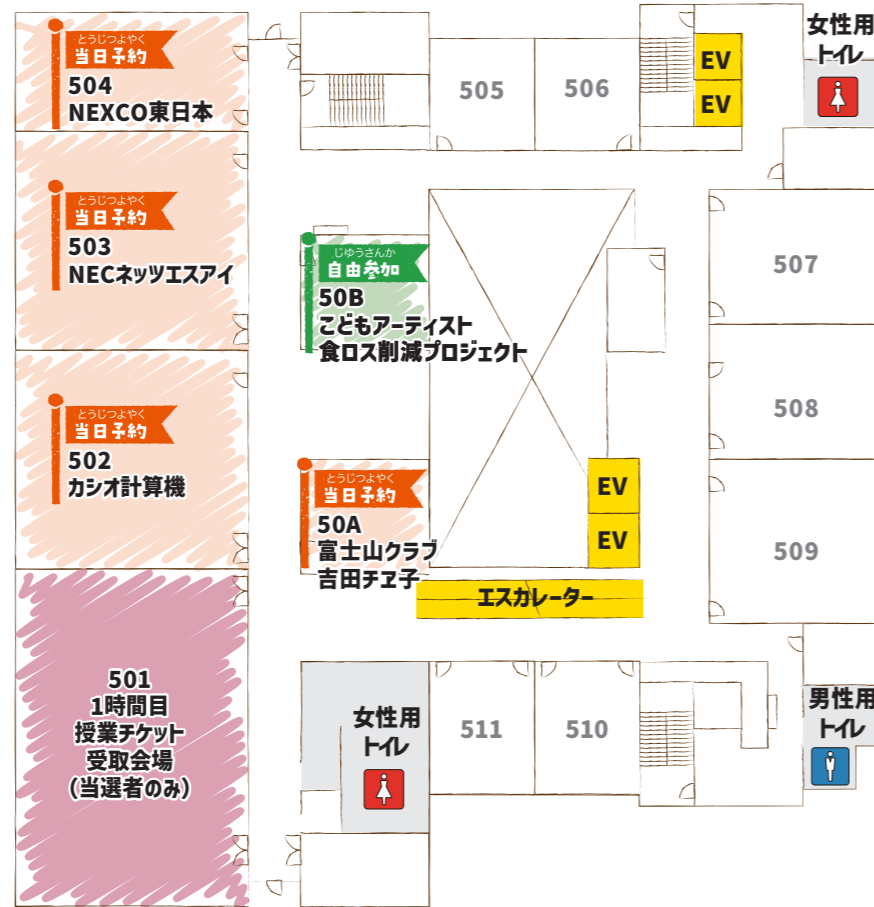 とうじつよやく
当日予約
504
NEXCO東日本
とうじつよやく
当日予約
503
NECネッツエスアイ
とうじつよやく
当日予約
502
カシオ計算機
501
1時間目
授業チケット
受取会場
(当選者のみ)
じゆうさんか
自由参加
50B
こどもアーティスト
食ロス削減プロジェクト
とうじつよやく
当日予約
50A
富士山クラブ
吉田チヱ子
505
506
EV
EV
女性用
トイレ
507
508
509
EV
EV
エスカレーター
女性用
トイレ
511
510
男性用
トイレ